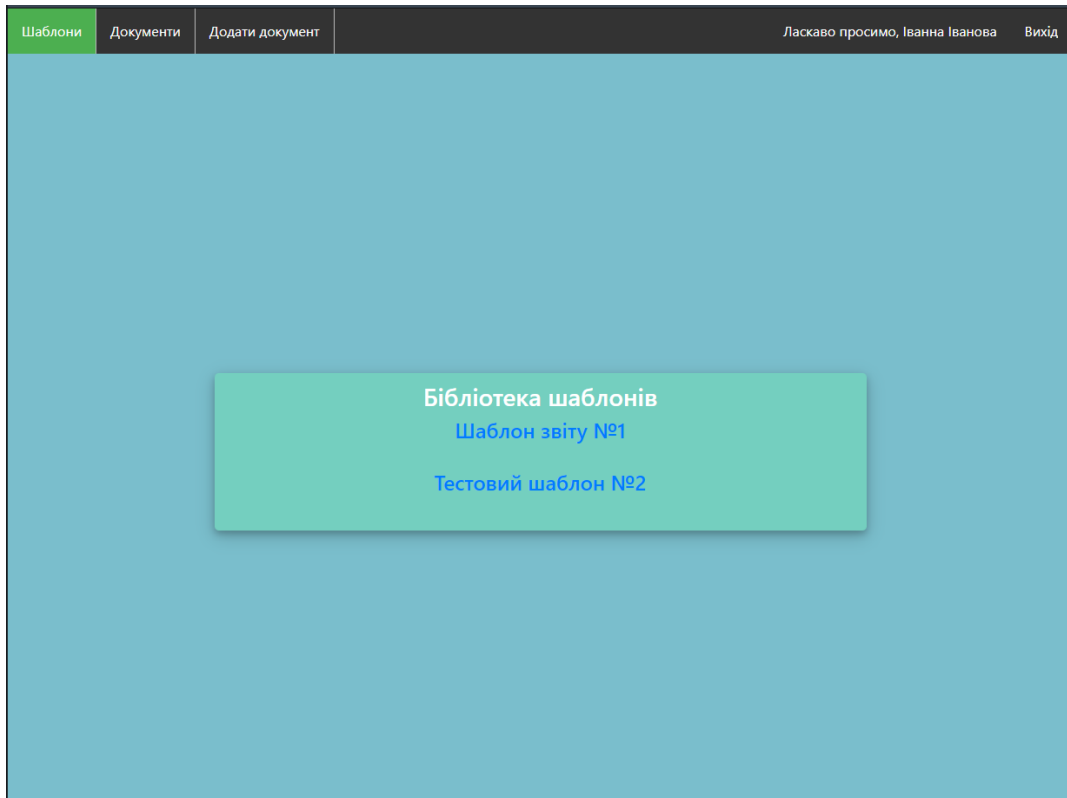 Шаблони Документи Додати документ Ласкаво просимо, Іванна Іванова Вихід
Бібліотека шаблонів
Шаблон звіту №1
Тестовий шаблон №2